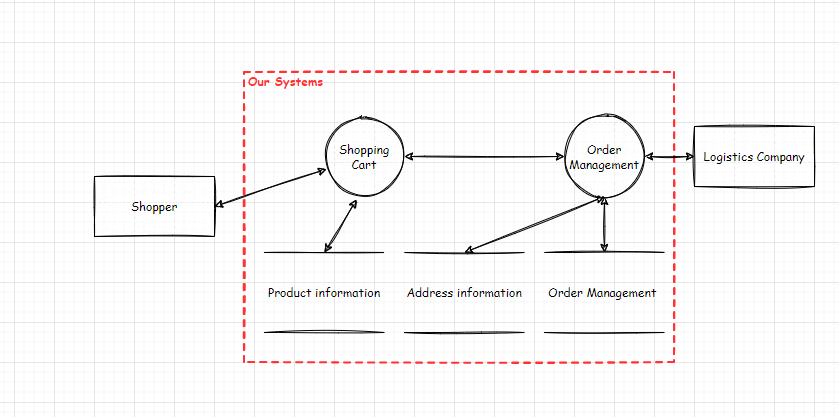 Our Systems
Shopping
Cart
Order
Management
Logistics Company
Shopper
Product information
Address information
Order Management